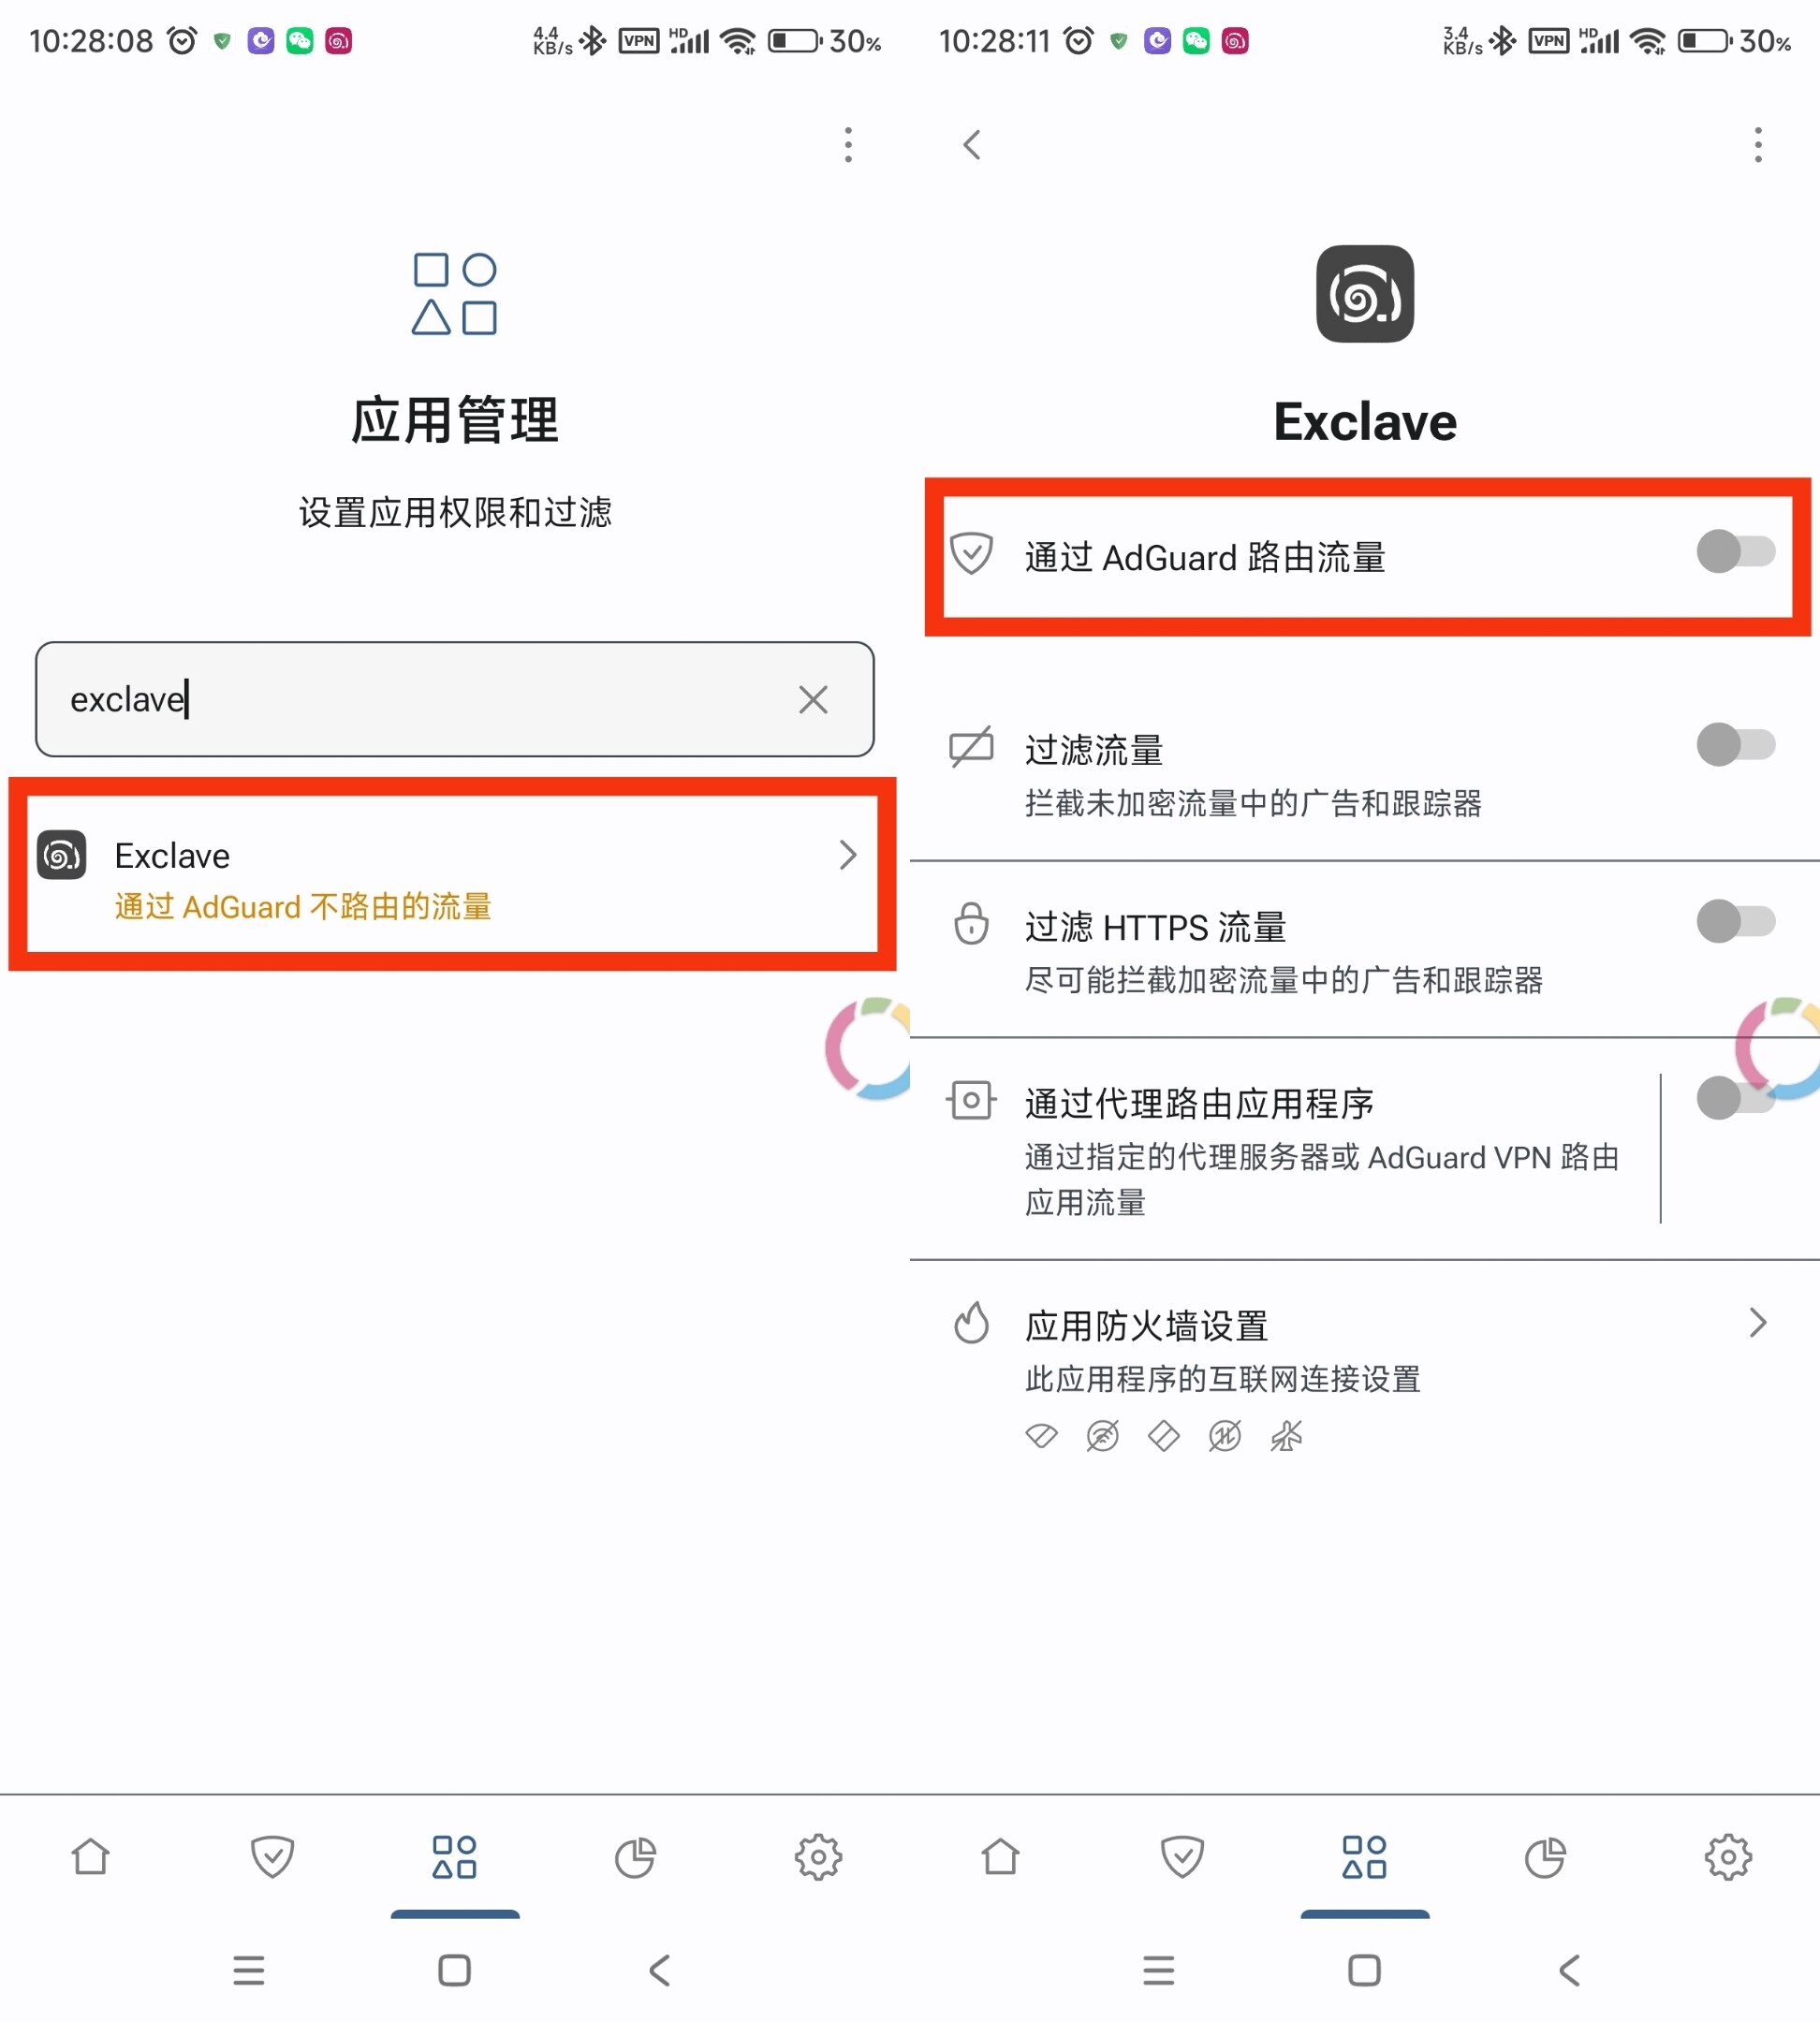 10:28:08
4.4 KB/s
VPN
HD
30%
应用管理
设置应用权限和过滤
exclave
Exclave
通过 AdGuard 不路由的流量
10:28:11
3.4 KB/s
VPN
HD
30%
Exclave
通过 AdGuard 路由流量
过滤流量
拦截未加密流量中的广告和跟踪器
过滤 HTTPS 流量
尽可能拦截加密流量中的广告和跟踪器
通过代理路由应用程序
通过指定的代理服务器或 AdGuard VPN 路由
应用流量
应用防火墙设置
此应用程序的互联网连接设置